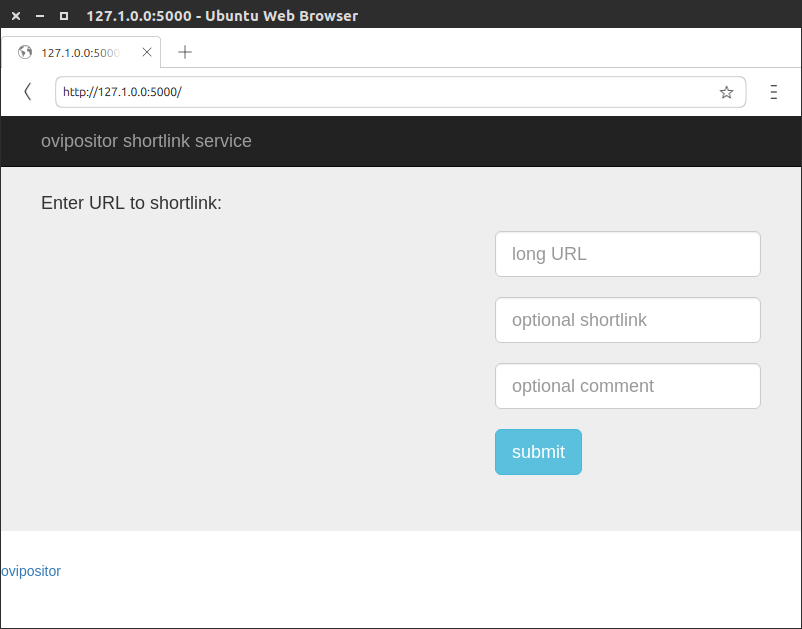 127.1.0.0:5000 - Ubuntu Web Browser
127.1.0.0:5000
http://127.1.0.0:5000/
ovipositor shortlink service
Enter URL to shortlink:
long URL
optional shortlink
optional comment
submit
ovipositor